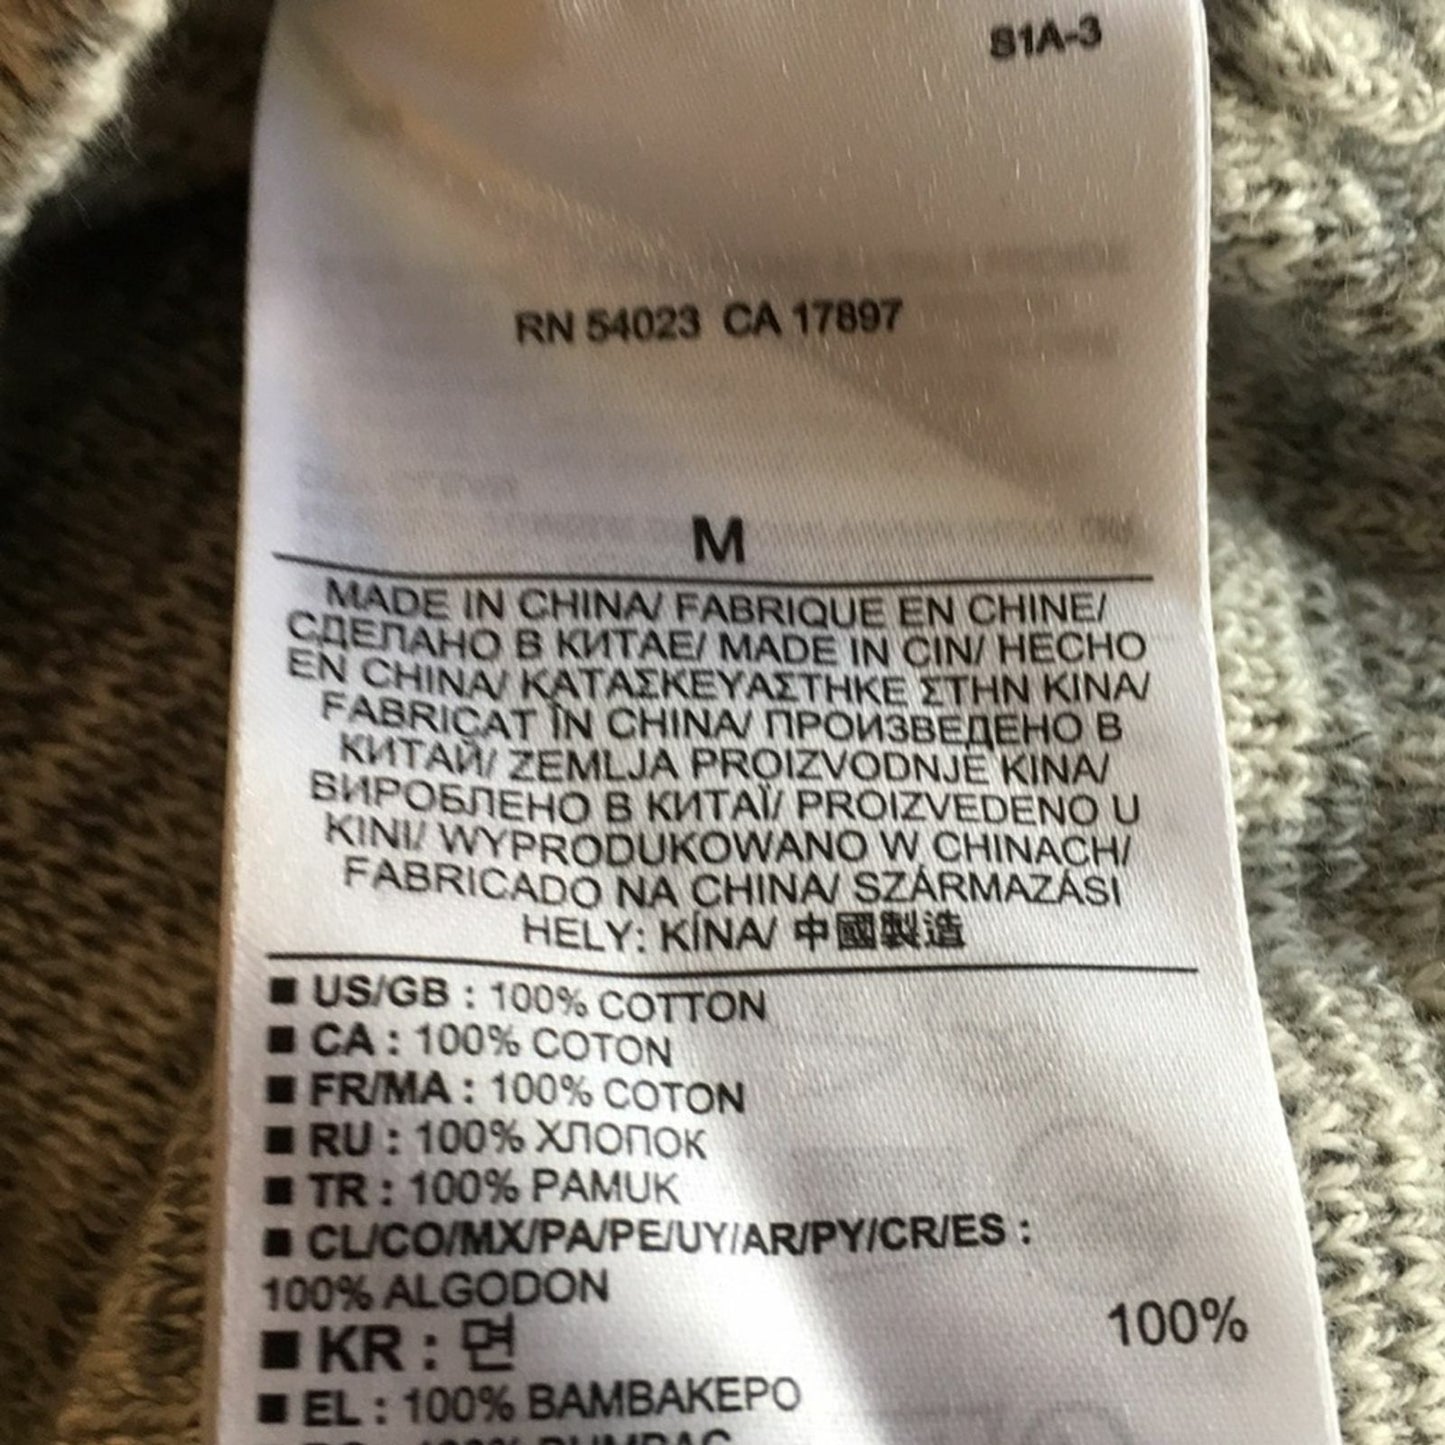 S1A-3
RN 54023 CA 17897
M
MADE IN CHINA/ FABRIQUE EN CHINE/
СДЕЛАНО В КИТАЕ/ MADE IN CIN/ HECHO
EN CHINA/ ΚΑΤΑΣΚΕΥΑΣΤΗΚΕ ΣΤΗΝ ΚΙΝΑ/
FABRICAT ÎN CHINA/ ПРОИЗВЕДЕНО В
КИТАЙ/ ZEMLJA PROIZVODNJE KINA/
ВИРОБЛЕНО В КИТАЇ/ PROIZVEDENO U
KINI/ WYPRODUKOWANO W CHINACH/
FABRICADO NA CHINA/ SZÁRMAZÁSI
HELY: KÍNA/ 中國製造
■ US/GB : 100% COTTON
■ CA : 100% COTON
■ FR/MA : 100% COTON
■ RU : 100% ХЛОПОК
■ TR : 100% PAMUK
■ CL/CO/MX/PA/PE/UY/AR/PY/CR/ES :
100% ALGODON
■ KR : 면 100%
■ EL : 100% ΒΑΜΒΑΚΕΡΟ